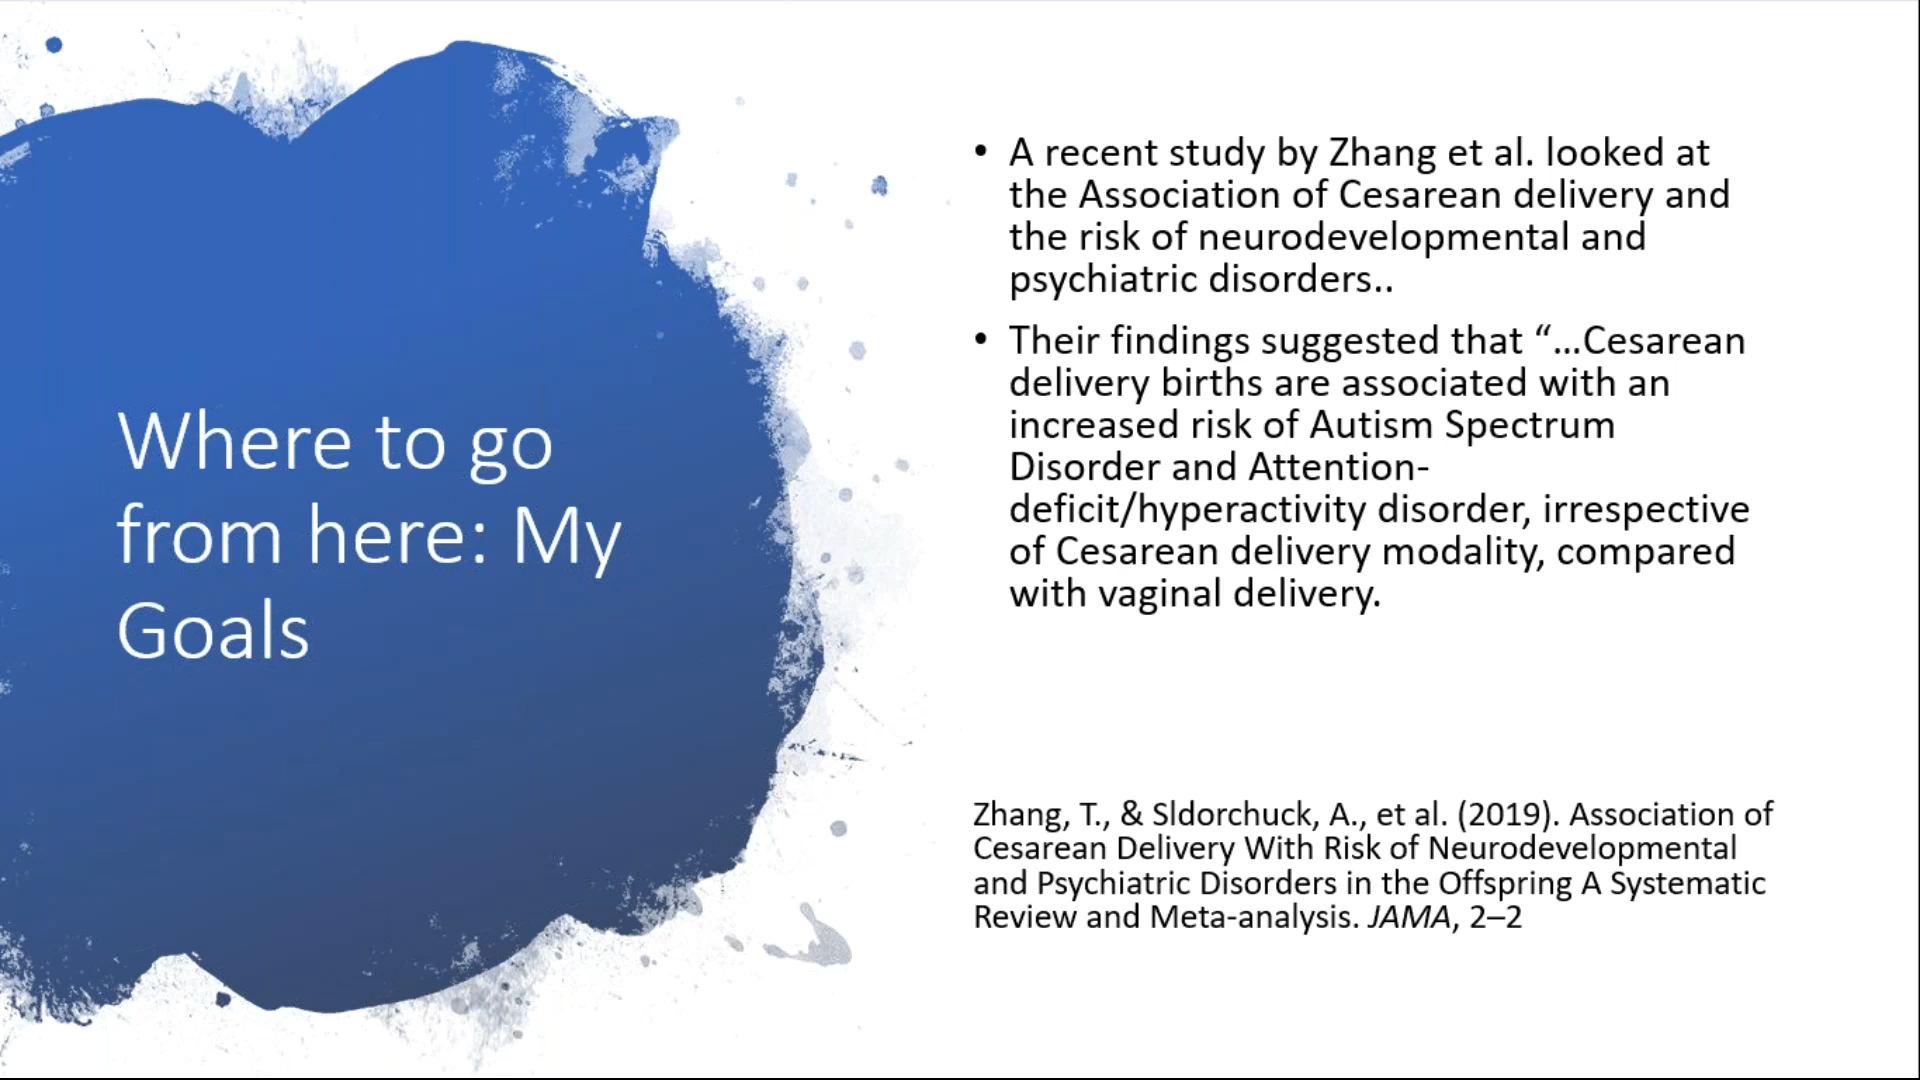 Where to go
from here: My
Goals
• A recent study by Zhang et al. looked at
the Association of Cesarean delivery and
the risk of neurodevelopmental and
psychiatric disorders..
• Their findings suggested that “...Cesarean
delivery births are associated with an
increased risk of Autism Spectrum
Disorder and Attention-
deficit/hyperactivity disorder, irrespective
of Cesarean delivery modality, compared
with vaginal delivery.
Zhang, T., & Sldorchuck, A., et al. (2019). Association of
Cesarean Delivery With Risk of Neurodevelopmental
and Psychiatric Disorders in the Offspring A Systematic
Review and Meta-analysis. JAMA, 2–2